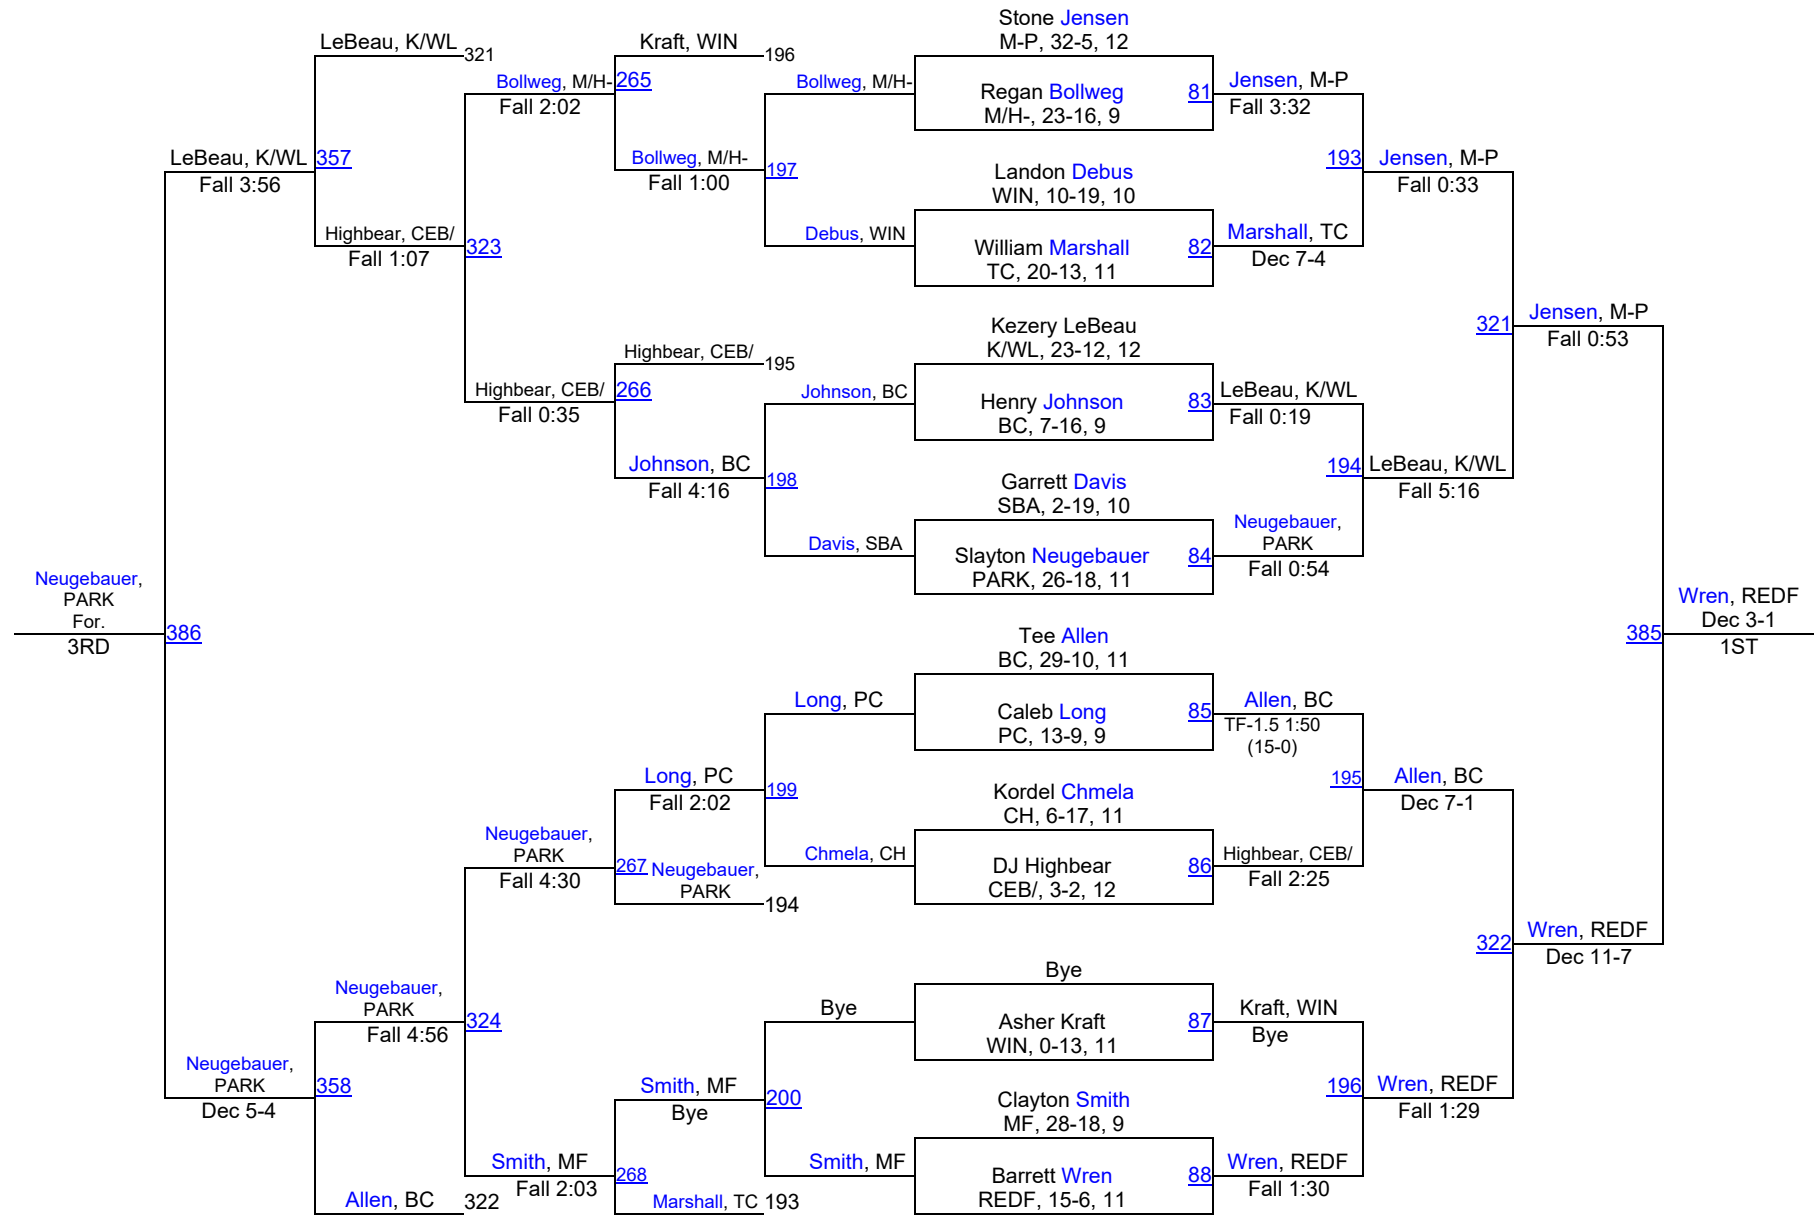 Stone Jensen
M-P, 32-5, 12
Regan Bollweg
M/H-, 23-16, 9
81
Landon Debus
WIN, 10-19, 10
William Marshall
TC, 20-13, 11
82
Kezery LeBeau
K/WL, 23-12, 12
Henry Johnson
BC, 7-16, 9
83
Garrett Davis
SBA, 2-19, 10
Slayton Neugebauer
PARK, 26-18, 11
84
Tee Allen
BC, 29-10, 11
Caleb Long
PC, 13-9, 9
85
Kordel Chmela
CH, 6-17, 11
DJ Highbear
CEB/, 3-2, 12
86
Bye
Asher Kraft
WIN, 0-13, 11
87
Clayton Smith
MF, 28-18, 9
Barrett Wren
REDF, 15-6, 11
88
Jensen, M-P
Fall 3:32
Marshall, TC
Dec 7-4
LeBeau, K/WL
Fall 0:19
Neugebauer,
PARK
Fall 0:54
Allen, BC
TF-1.5 1:50
(15-0)
Highbear, CEB/
Fall 2:25
Kraft, WIN
Bye
Wren, REDF
Fall 1:30
193
Jensen, M-P
Fall 0:33
194
LeBeau, K/WL
Fall 5:16
195
Allen, BC
Dec 7-1
196
Wren, REDF
Fall 1:29
321
Jensen, M-P
Fall 0:53
322
Wren, REDF
Dec 11-7
385
Wren, REDF
Dec 3-1
1ST
Bollweg, M/H-
Debus, WIN
Johnson, BC
Davis, SBA
Long, PC
Chmela, CH
Bye
Smith, MF
Kraft, WIN
196
Bollweg, M/H-
Fall 1:00
197
Highbear, CEB/
195
Johnson, BC
Fall 4:16
198
Long, PC
Fall 2:02
199
Neugebauer,
PARK
194
Smith, MF
Bye
200
Marshall, TC
193
Bollweg, M/H-
Fall 2:02
265
Highbear, CEB/
Fall 0:35
266
Neugebauer,
PARK
Fall 4:30
267
Smith, MF
Fall 2:03
268
LeBeau, K/WL
321
Highbear, CEB/
Fall 1:07
323
Neugebauer,
PARK
Fall 4:56
324
Allen, BC
322
LeBeau, K/WL
Fall 3:56
357
Neugebauer,
PARK
Dec 5-4
358
Neugebauer,
PARK
For.
3RD
386